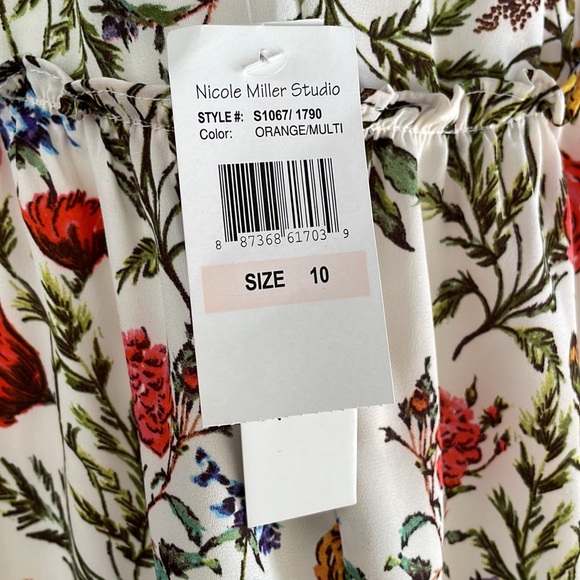 Nicole Miller Studio
STYLE #: S1067/ 1790
Color: ORANGE/MULTI
8 87368 61703 9
SIZE 10